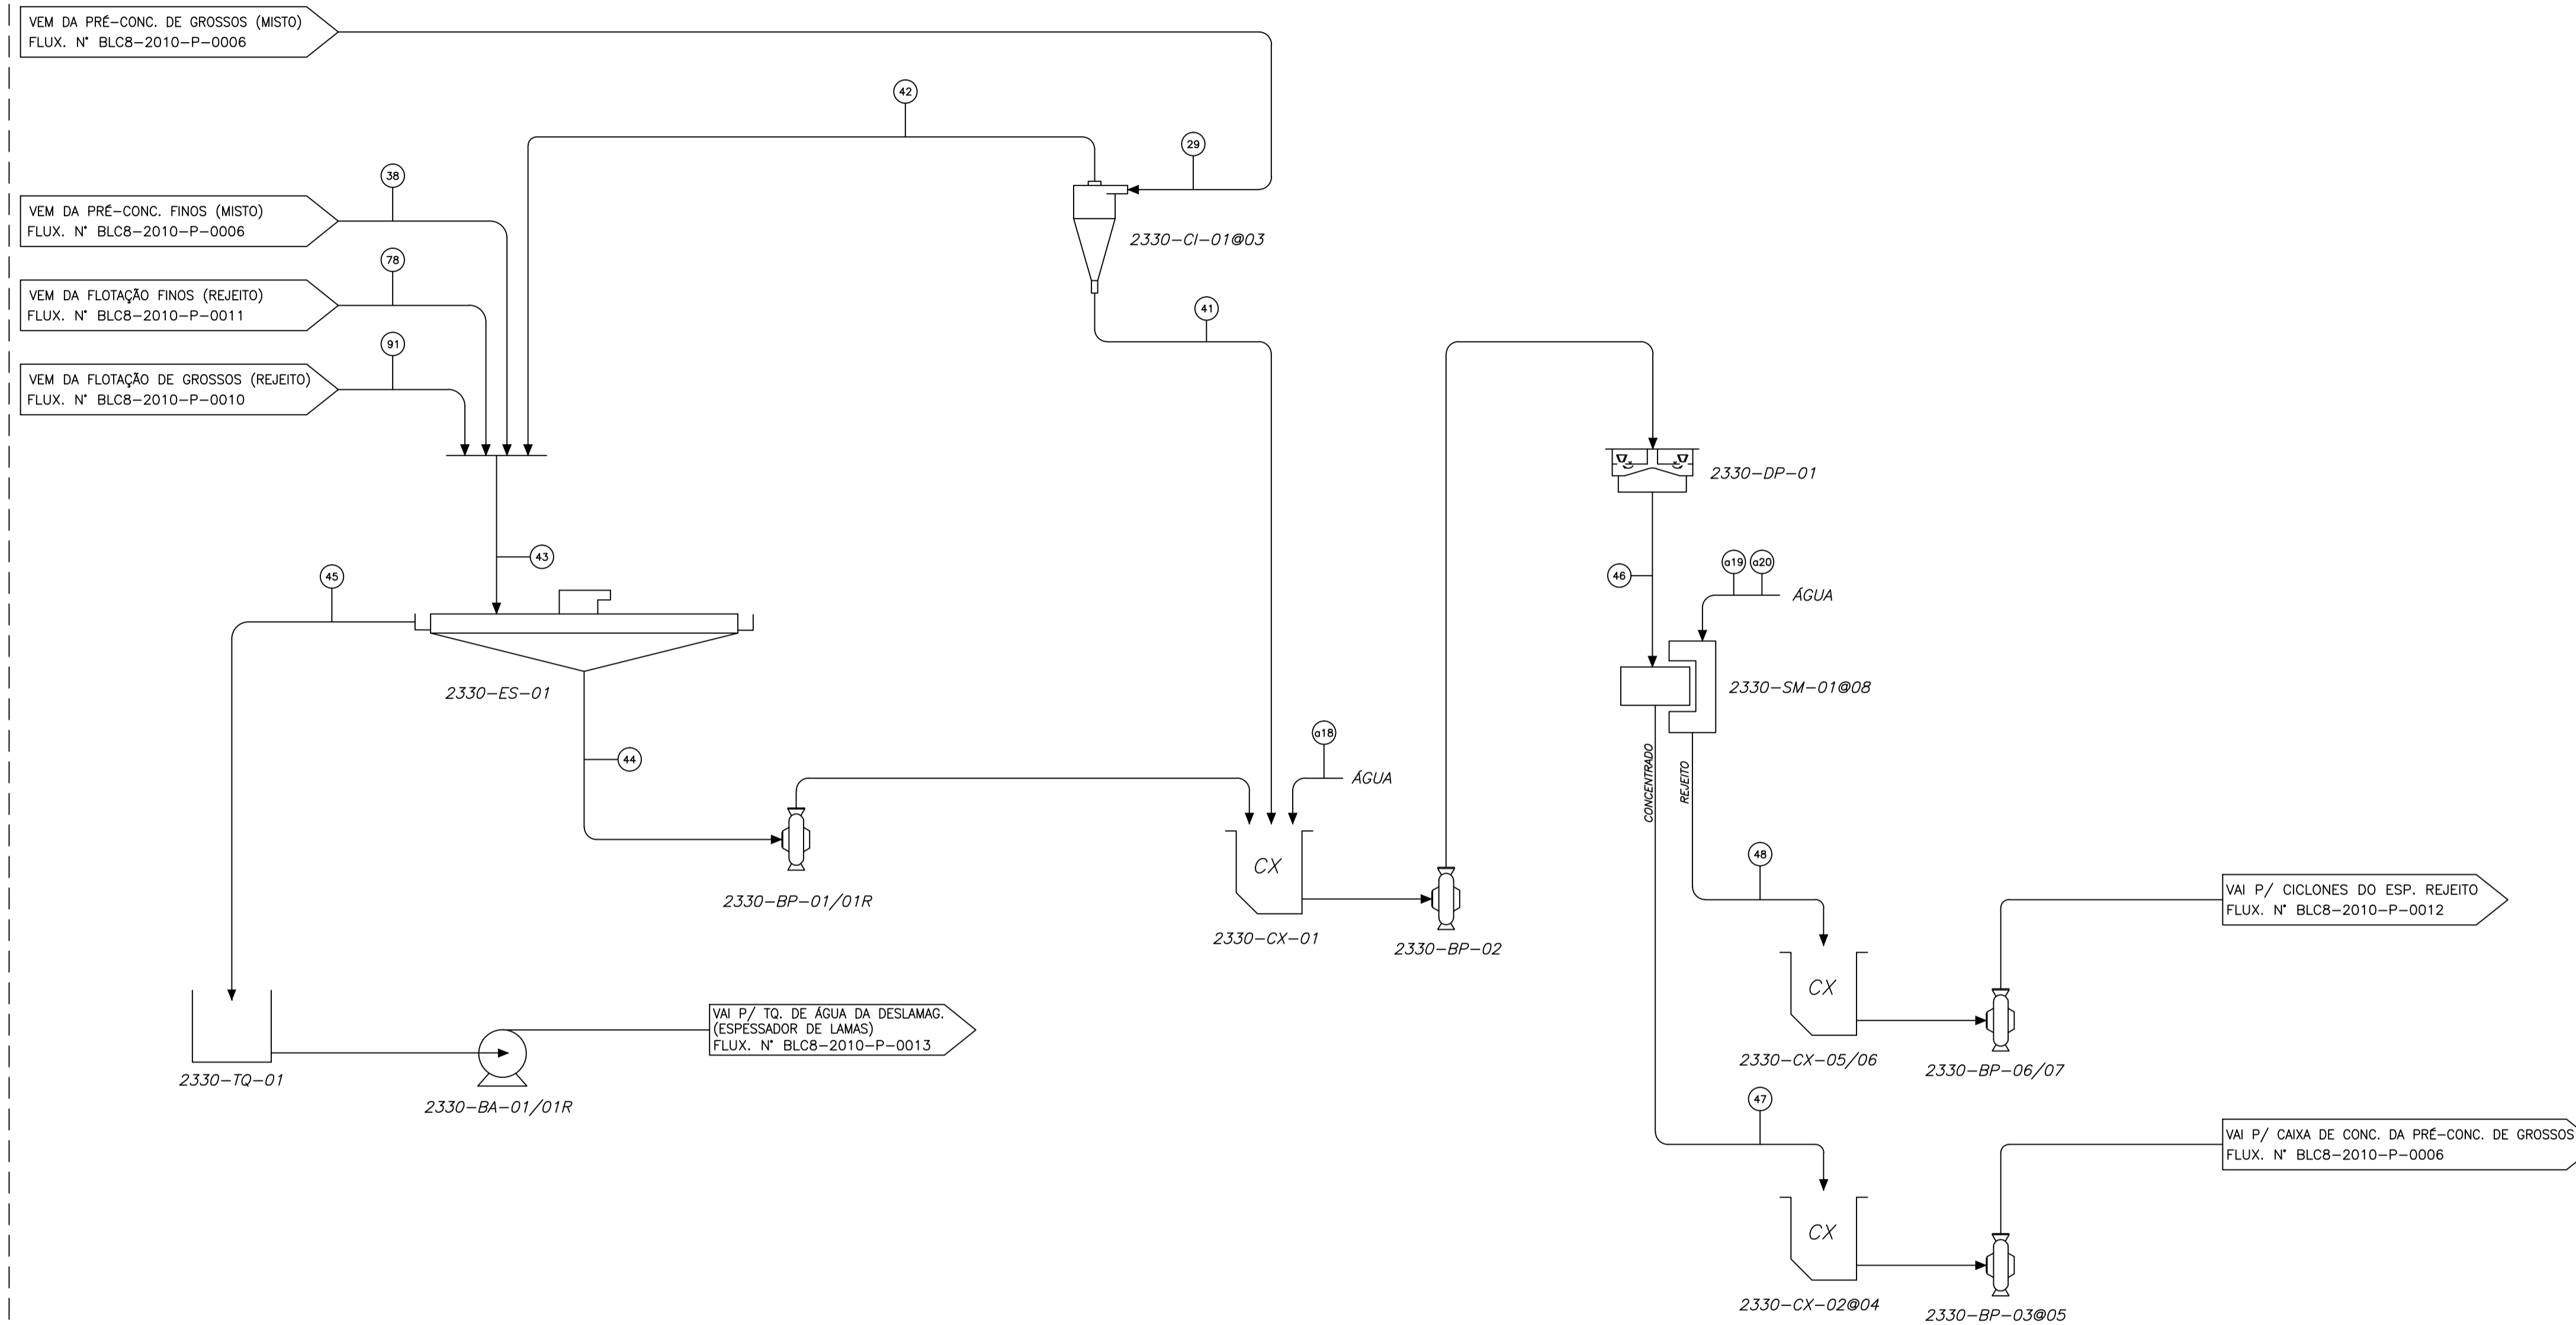 VEM DA PRÉ-CONC. DE GROSSOS (MISTO)
FLUX. N° BLC8-2010-P-0006
42
29
38
VEM DA PRÉ-CONC. FINOS (MISTO)
FLUX. N° BLC8-2010-P-0006
2330-CI-01@03
78
VEM DA FLOTAÇÃO FINOS (REJEITO)
FLUX. N° BLC8-2010-P-0011
41
91
VEM DA FLOTAÇÃO DE GROSSOS (REJEITO)
FLUX. N° BLC8-2010-P-0010
2330-DP-01
43
45
46
a19
a20
ÁGUA
2330-ES-01
2330-SM-01@08
44
a18
ÁGUA
CONCENTRADO
REJEITO
CX
48
2330-BP-01/01R
2330-CX-01
2330-BP-02
VAI P/ CICLONES DO ESP. REJEITO
FLUX. N° BLC8-2010-P-0012
CX
VAI P/ TQ. DE ÁGUA DA DESLAMAG.
(ESPESSADOR DE LAMAS)
FLUX. N° BLC8-2010-P-0013
2330-CX-05/06
2330-BP-06/07
2330-TQ-01
2330-BA-01/01R
47
VAI P/ CAIXA DE CONC. DA PRÉ-CONC. DE GROSSOS
FLUX. N° BLC8-2010-P-0006
CX
2330-CX-02@04
2330-BP-03@05